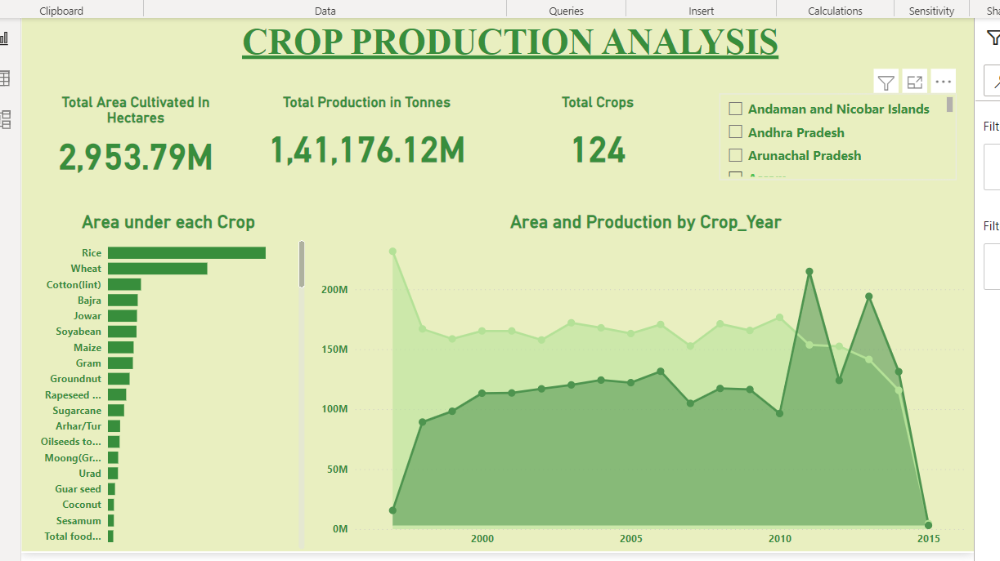 Clipboard
Data
Queries
Insert
Calculations
Sensitivity
CROP PRODUCTION ANALYSIS
Total Area Cultivated In
Hectares
2,953.79M
Total Production in Tonnes
1,41,176.12M
Total Crops
124
Andaman and Nicobar Islands
Andhra Pradesh
Arunachal Pradesh
Area under each Crop
Rice
Wheat
Cotton(lint)
Bajra
Jowar
Soyabean
Maize
Gram
Groundnut
Rapeseed ...
Sugarcane
Arhar/Tur
Oilseeds to...
Moong(Gr...
Urad
Guar seed
Coconut
Sesamum
Total food...
Area and Production by Crop_Year
200M
150M
100M
50M
0M
2000
2005
2010
2015
Filt
Filt